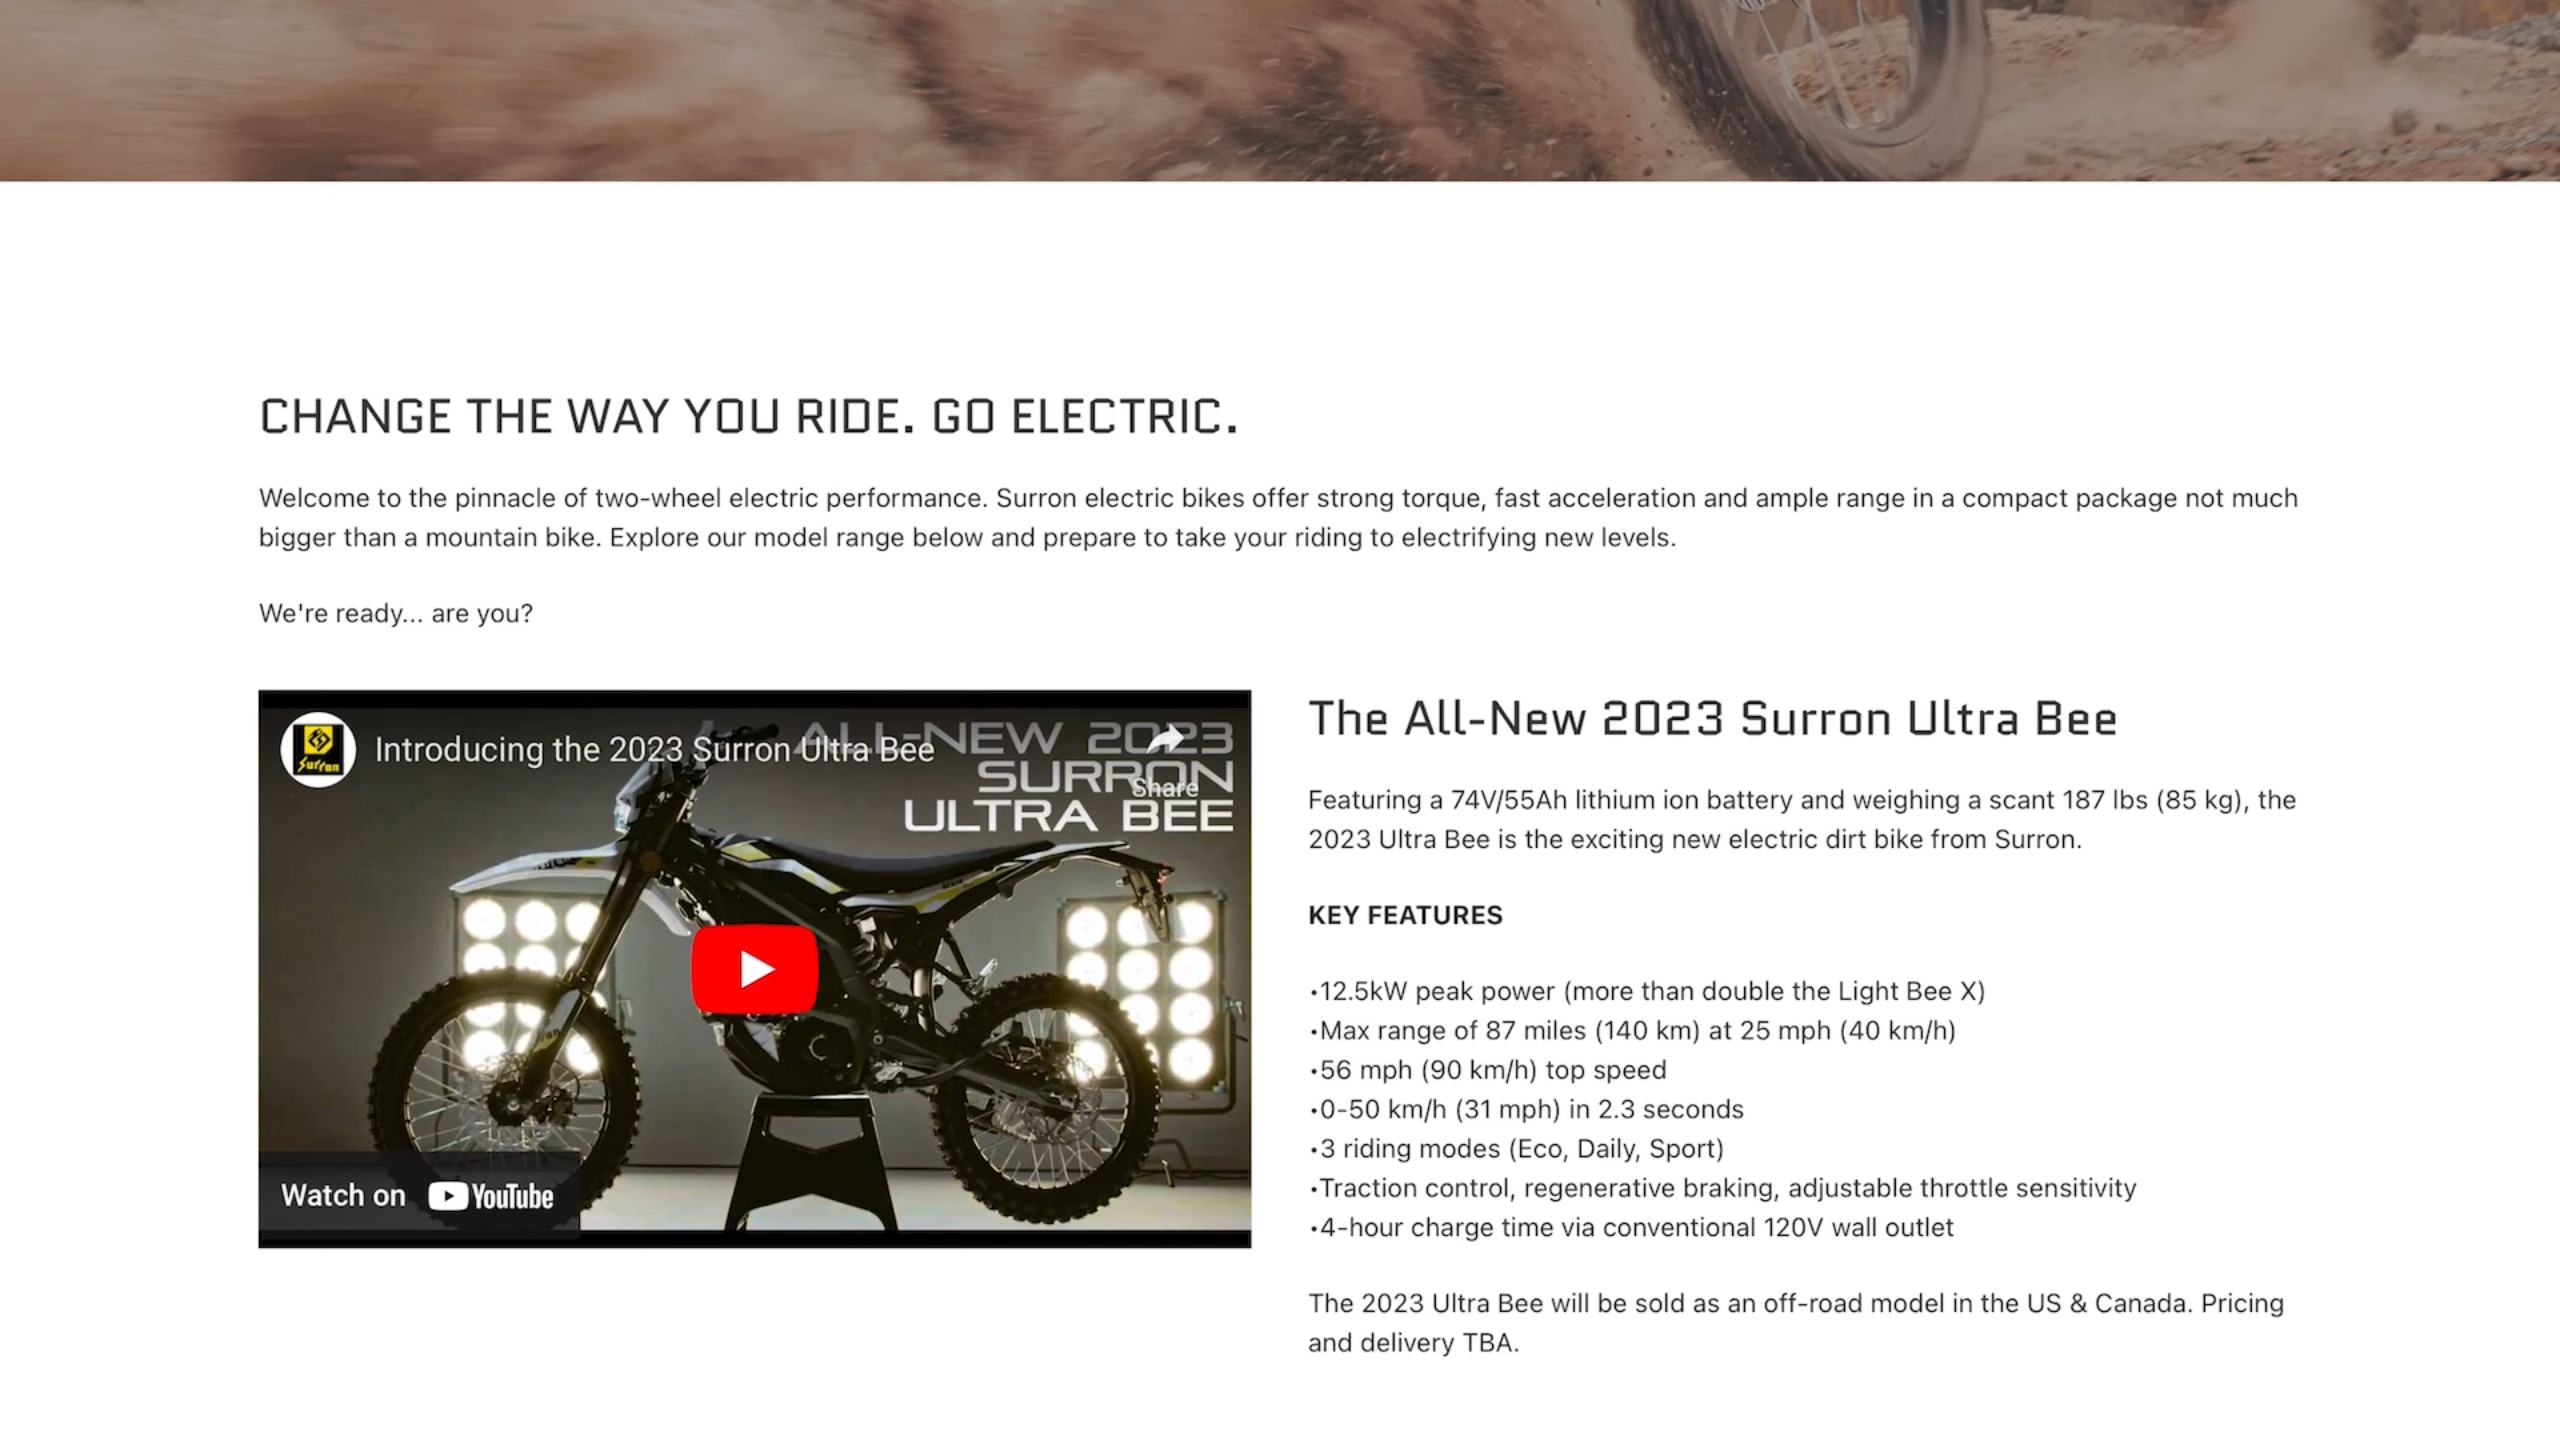 CHANGE THE WAY YOU RIDE. GO ELECTRIC.
Welcome to the pinnacle of two-wheel electric performance. Surron electric bikes offer strong torque, fast acceleration and ample range in a compact package not much
bigger than a mountain bike. Explore our model range below and prepare to take your riding to electrifying new levels.
We're ready... are you?
Surron
Introducing the 2023 Surron Ultra Bee
ALL-NEW 2023
SURRON
ULTRA BEE
Share
Watch on YouTube
The All-New 2023 Surron Ultra Bee
Featuring a 74V/55Ah lithium ion battery and weighing a scant 187 lbs (85 kg), the
2023 Ultra Bee is the exciting new electric dirt bike from Surron.
KEY FEATURES
•12.5kW peak power (more than double the Light Bee X)
•Max range of 87 miles (140 km) at 25 mph (40 km/h)
•56 mph (90 km/h) top speed
•0-50 km/h (31 mph) in 2.3 seconds
•3 riding modes (Eco, Daily, Sport)
•Traction control, regenerative braking, adjustable throttle sensitivity
•4-hour charge time via conventional 120V wall outlet
The 2023 Ultra Bee will be sold as an off-road model in the US & Canada. Pricing
and delivery TBA.